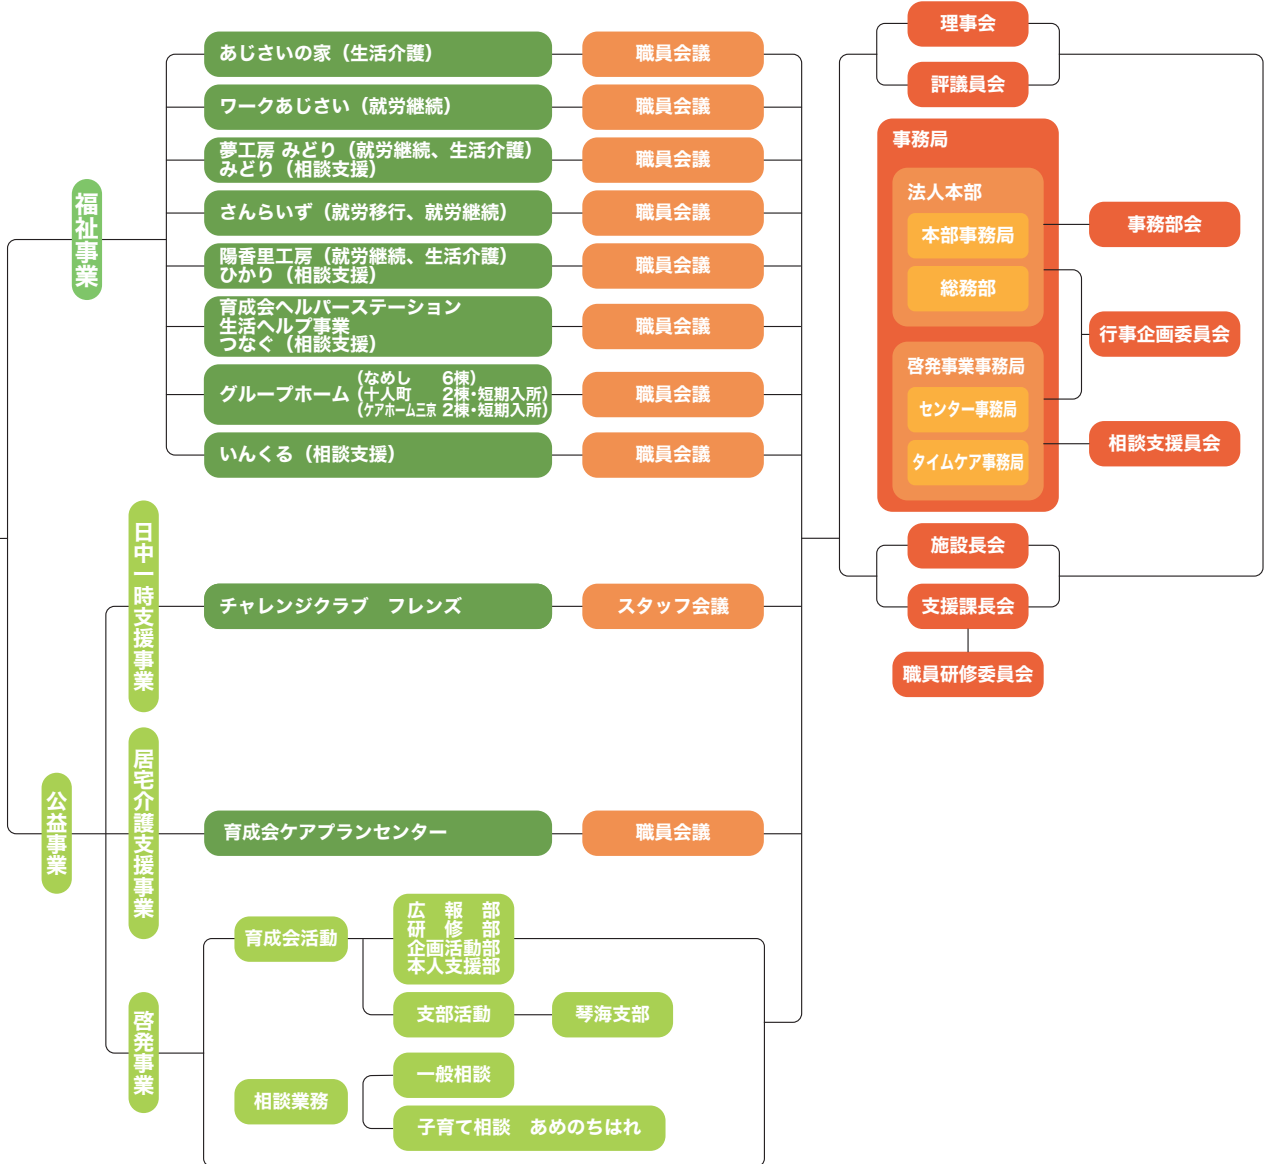 福祉事業
あじさいの家（生活介護）
職員会議
ワークあじさい（就労継続）
職員会議
夢工房 みどり（就労継続、生活介護）
みどり（相談支援）
職員会議
さんらいず（就労移行、就労継続）
職員会議
陽香里工房（就労継続、生活介護）
ひかり（相談支援）
職員会議
育成会ヘルパーステーション
生活ヘルプ事業
つなぐ（相談支援）
職員会議
グループホーム
（なめし　　6棟）
（十人町　　2棟・短期入所）
（ケアホーム三京 2棟・短期入所）
職員会議
いんくる（相談支援）
職員会議
公益事業
日中一時支援事業
チャレンジクラブ　フレンズ
スタッフ会議
居宅介護支援事業
育成会ケアプランセンター
職員会議
啓発事業
育成会活動
広　報　部
研　修　部
企画活動部
本人支援部
支部活動
琴海支部
相談業務
一般相談
子育て相談　あめのちはれ
理事会
評議員会
事務局
法人本部
本部事務局
総務部
啓発事業事務局
センター事務局
タイムケア事務局
事務部会
行事企画委員会
相談支援員会
施設長会
支援課長会
職員研修委員会